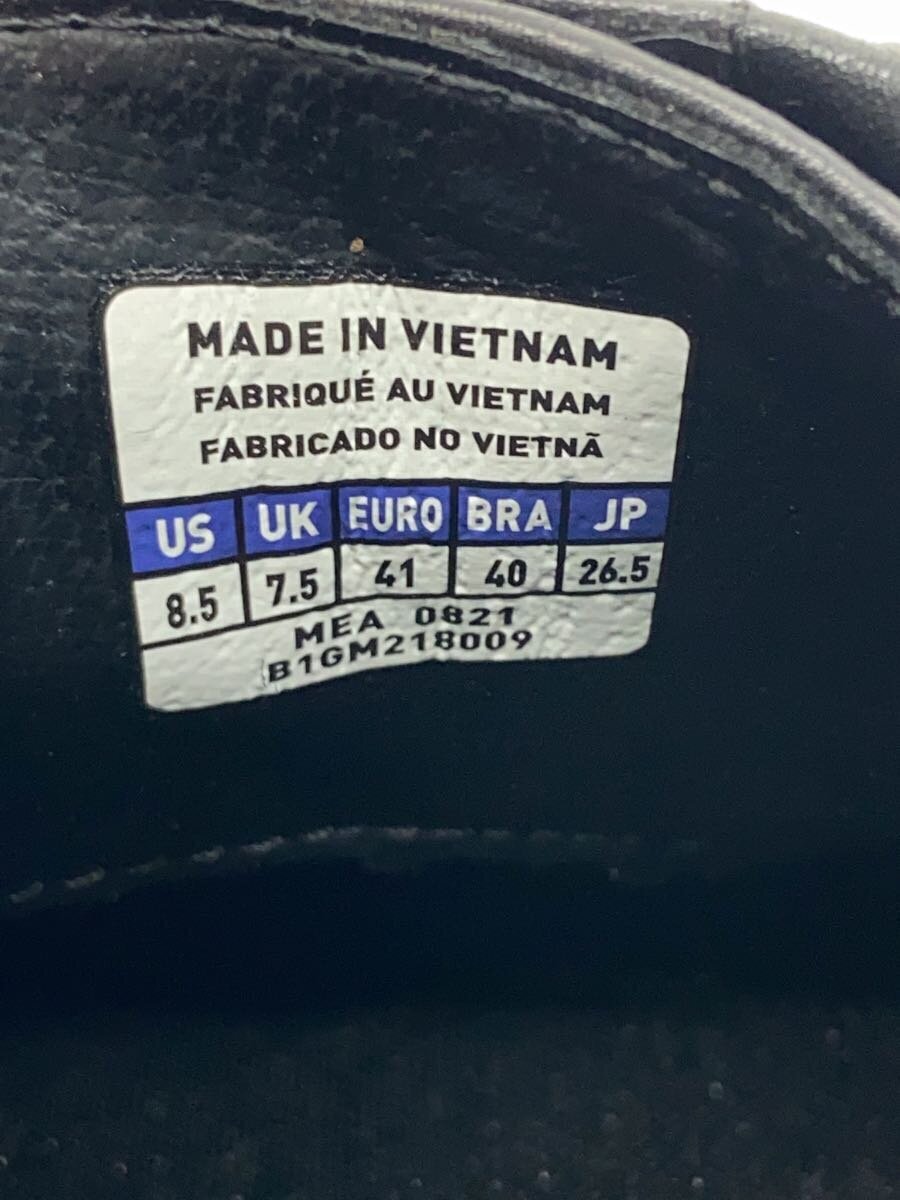 MADE IN VIETNAM
FABRIQUÉ AU VIETNAM
FABRICADO NO VIETNÃ
US UK EURO BRA JP
8.5 7.5 41 40 26.5
MEA 0821
B1GM218009